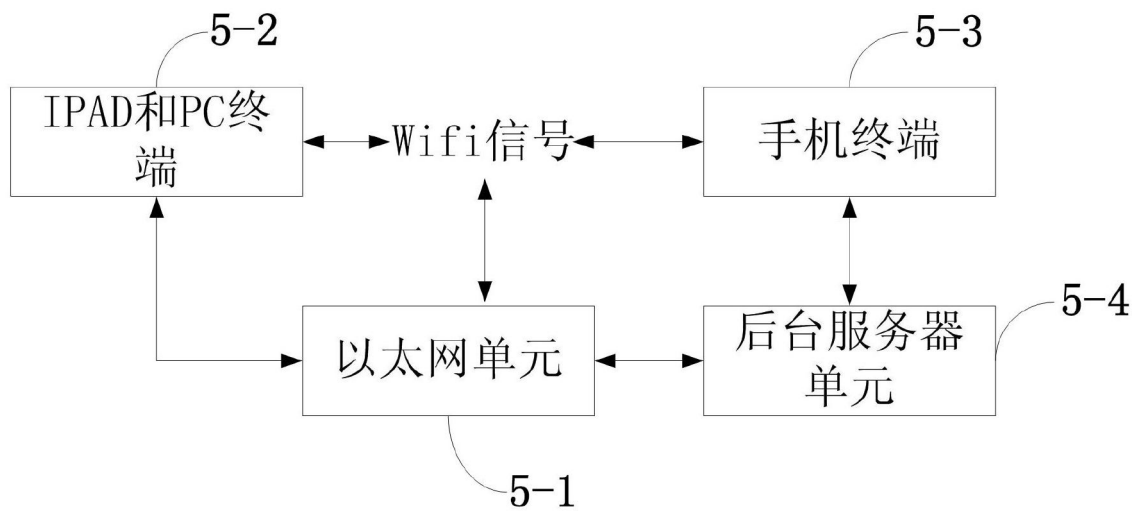 5-2
5-3
IPAD和PC终
端
Wifi信号
手机终端
5-4
以太网单元
后台服务器
单元
5-1